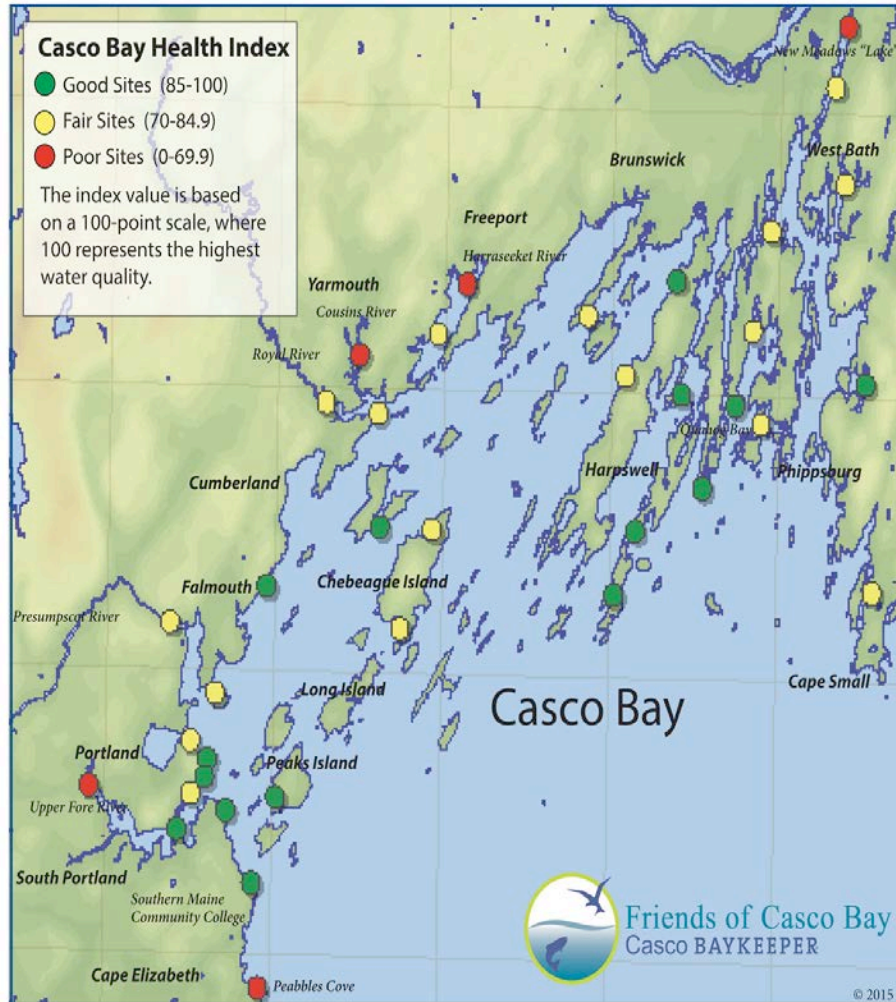 Casco Bay Health Index
Good Sites (85-100)
Fair Sites (70-84.9)
Poor Sites (0-69.9)
The index value is based
on a 100-point scale, where
100 represents the highest
water quality.
New Meadows "Lake"
West Bath
Brunswick
Freeport
Harraseeket River
Yarmouth
Cousins River
Royal River
Quahog Bay
Harpswell
Phippsburg
Cumberland
Falmouth
Chebeague Island
Presumpscot River
Long Island
Cape Small
Casco Bay
Portland
Peaks Island
Upper Fore River
South Portland
Southern Maine
Community College
Cape Elizabeth
Peabbles Cove
Friends of Casco Bay
Casco BAYKEEPER
© 2015